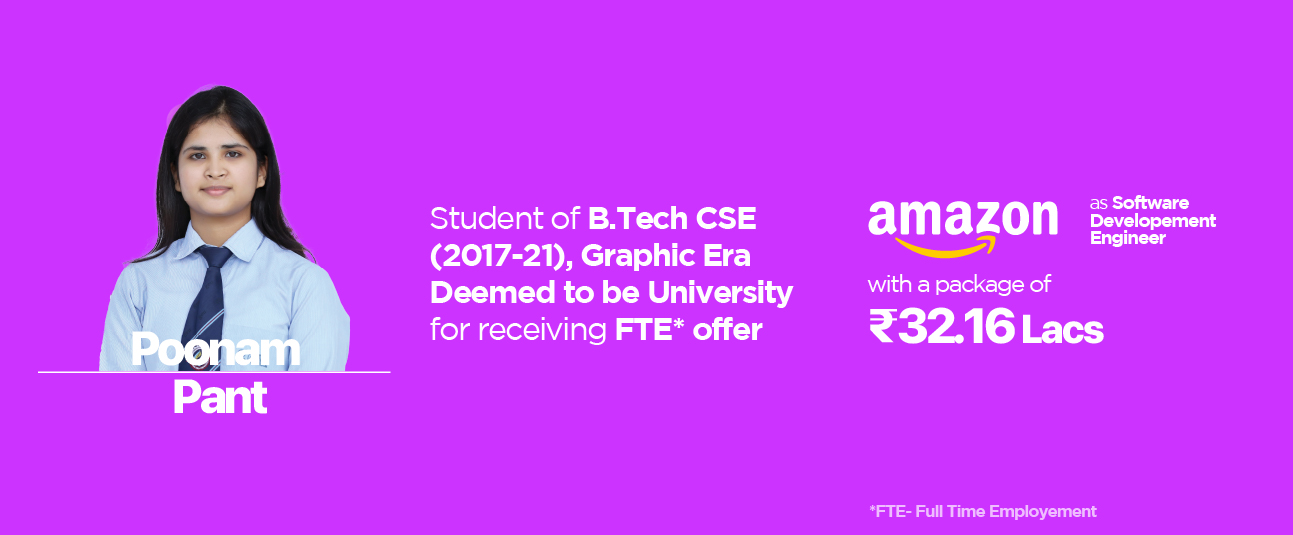 Poonam
Pant
Student of B.Tech CSE
(2017-21), Graphic Era
Deemed to be University
for receiving FTE* offer
amazon
as Software
Developement
Engineer
with a package of
₹32.16 Lacs
*FTE- Full Time Employement